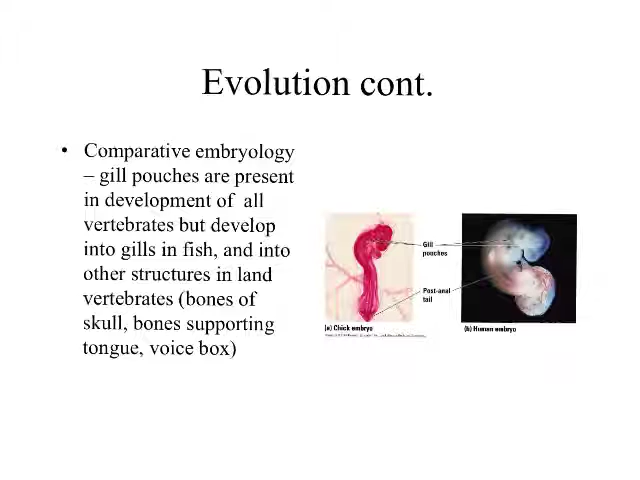 Evolution cont.
• Comparative embryology
– gill pouches are present
in development of all
vertebrates but develop
into gills in fish, and into
other structures in land
vertebrates (bones of
skull, bones supporting
tongue, voice box)
Gill
pouches
Post-anal
tail
(a) Chick embryo
(b) Human embryo